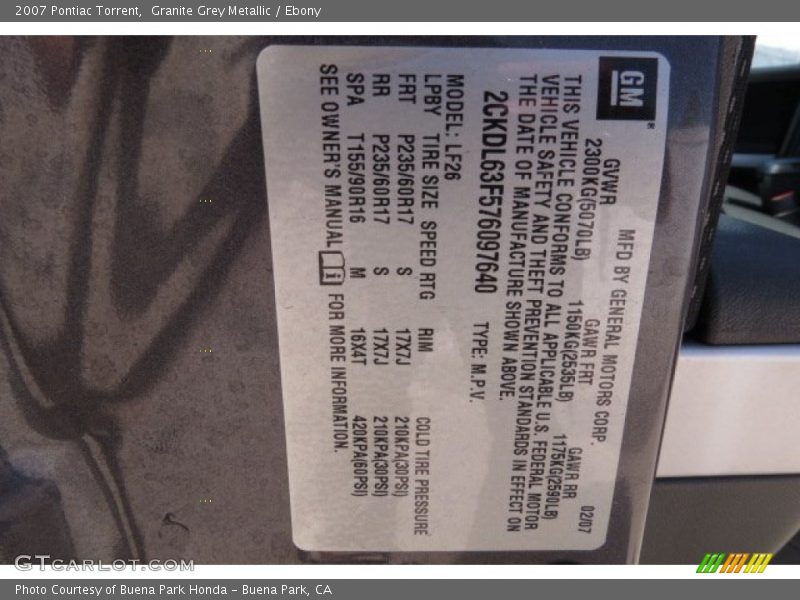 2007 Pontiac Torrent,  Granite Grey Metallic / Ebony
GM®
MFD BY GENERAL MOTORS CORP.
02/07
GVWR GAWR FRT GAWR RR
2300KG(5070LB) 1150KG(2535LB) 1175KG(2590LB)
THIS VEHICLE CONFORMS TO ALL APPLICABLE U.S. FEDERAL MOTOR
VEHICLE SAFETY AND THEFT PREVENTION STANDARDS IN EFFECT ON
THE DATE OF MANUFACTURE SHOWN ABOVE.
2CKDL63F576097640 TYPE: M.P.V.
MODEL: LF26
LPBY TIRE SIZE SPEED RTG RIM COLD TIRE PRESSURE
FRT P235/60R17 S 17X7J 210KPA(30PSI)
RR P235/60R17 S 17X7J 210KPA(30PSI)
SPA T155/90R16 M 16X4T 420KPA(60PSI)
SEE OWNER'S MANUAL i FOR MORE INFORMATION.
GTCARLOT.COM
Photo Courtesy of Buena Park Honda - Buena Park, CA